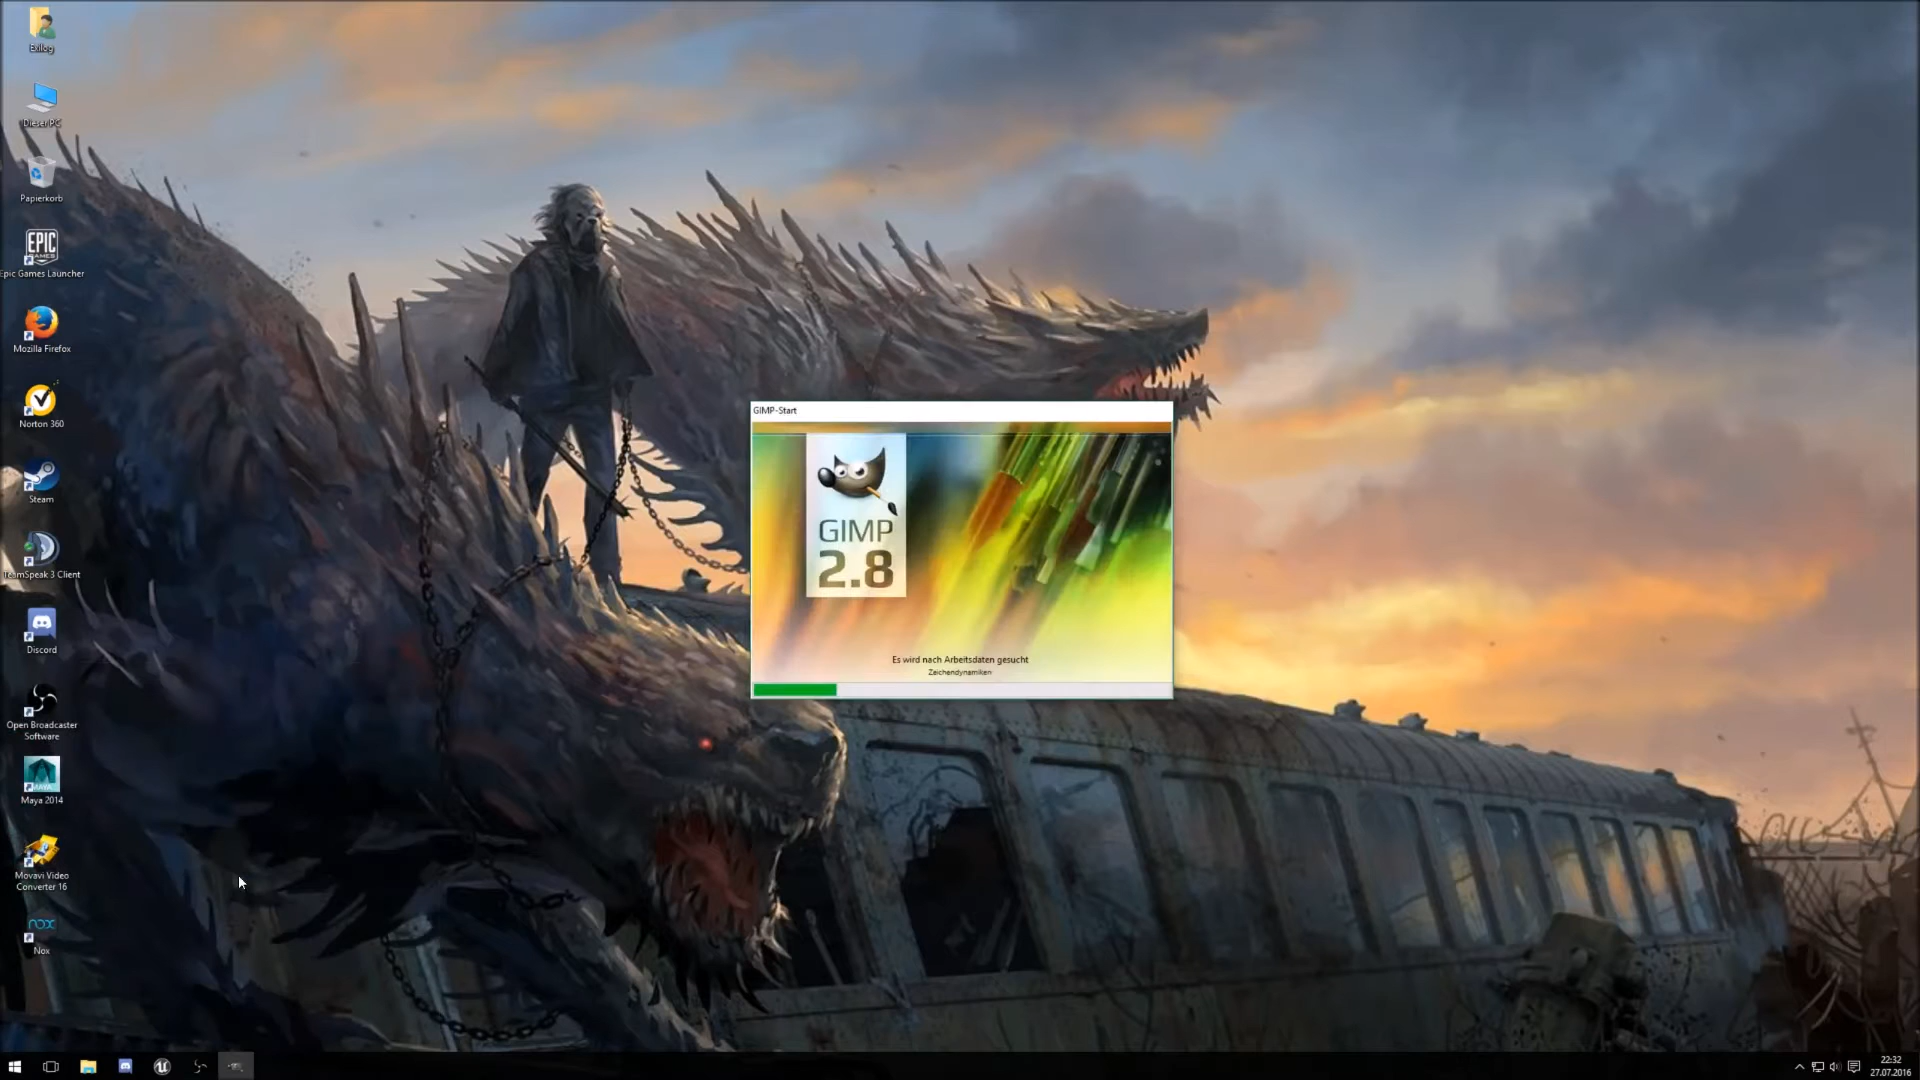 Exilog
Dieser PC
Papierkorb
EPIC
GAMES
Epic Games Launcher
Mozilla Firefox
Norton 360
Steam
TeamSpeak 3 Client
Discord
Open Broadcaster
Software
MAYA
Maya 2014
Movavi Video
Converter 16
nox
Nox
GIMP-Start
GIMP
2.8
Es wird nach Arbeitsdaten gesucht
Zeichendynamiken
22:32
27.07.2016